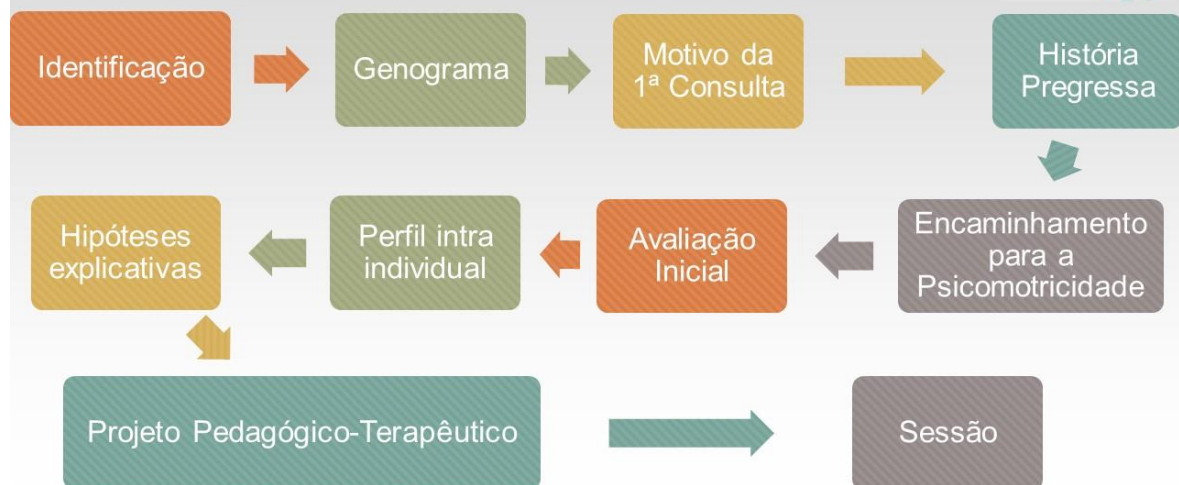 Identificação
Genograma
Motivo da
1ª Consulta
História
Pregressa
Encaminhamento
para a
Psicomotricidade
Avaliação
Inicial
Perfil intra
individual
Hipóteses
explicativas
Projeto Pedagógico-Terapêutico
Sessão